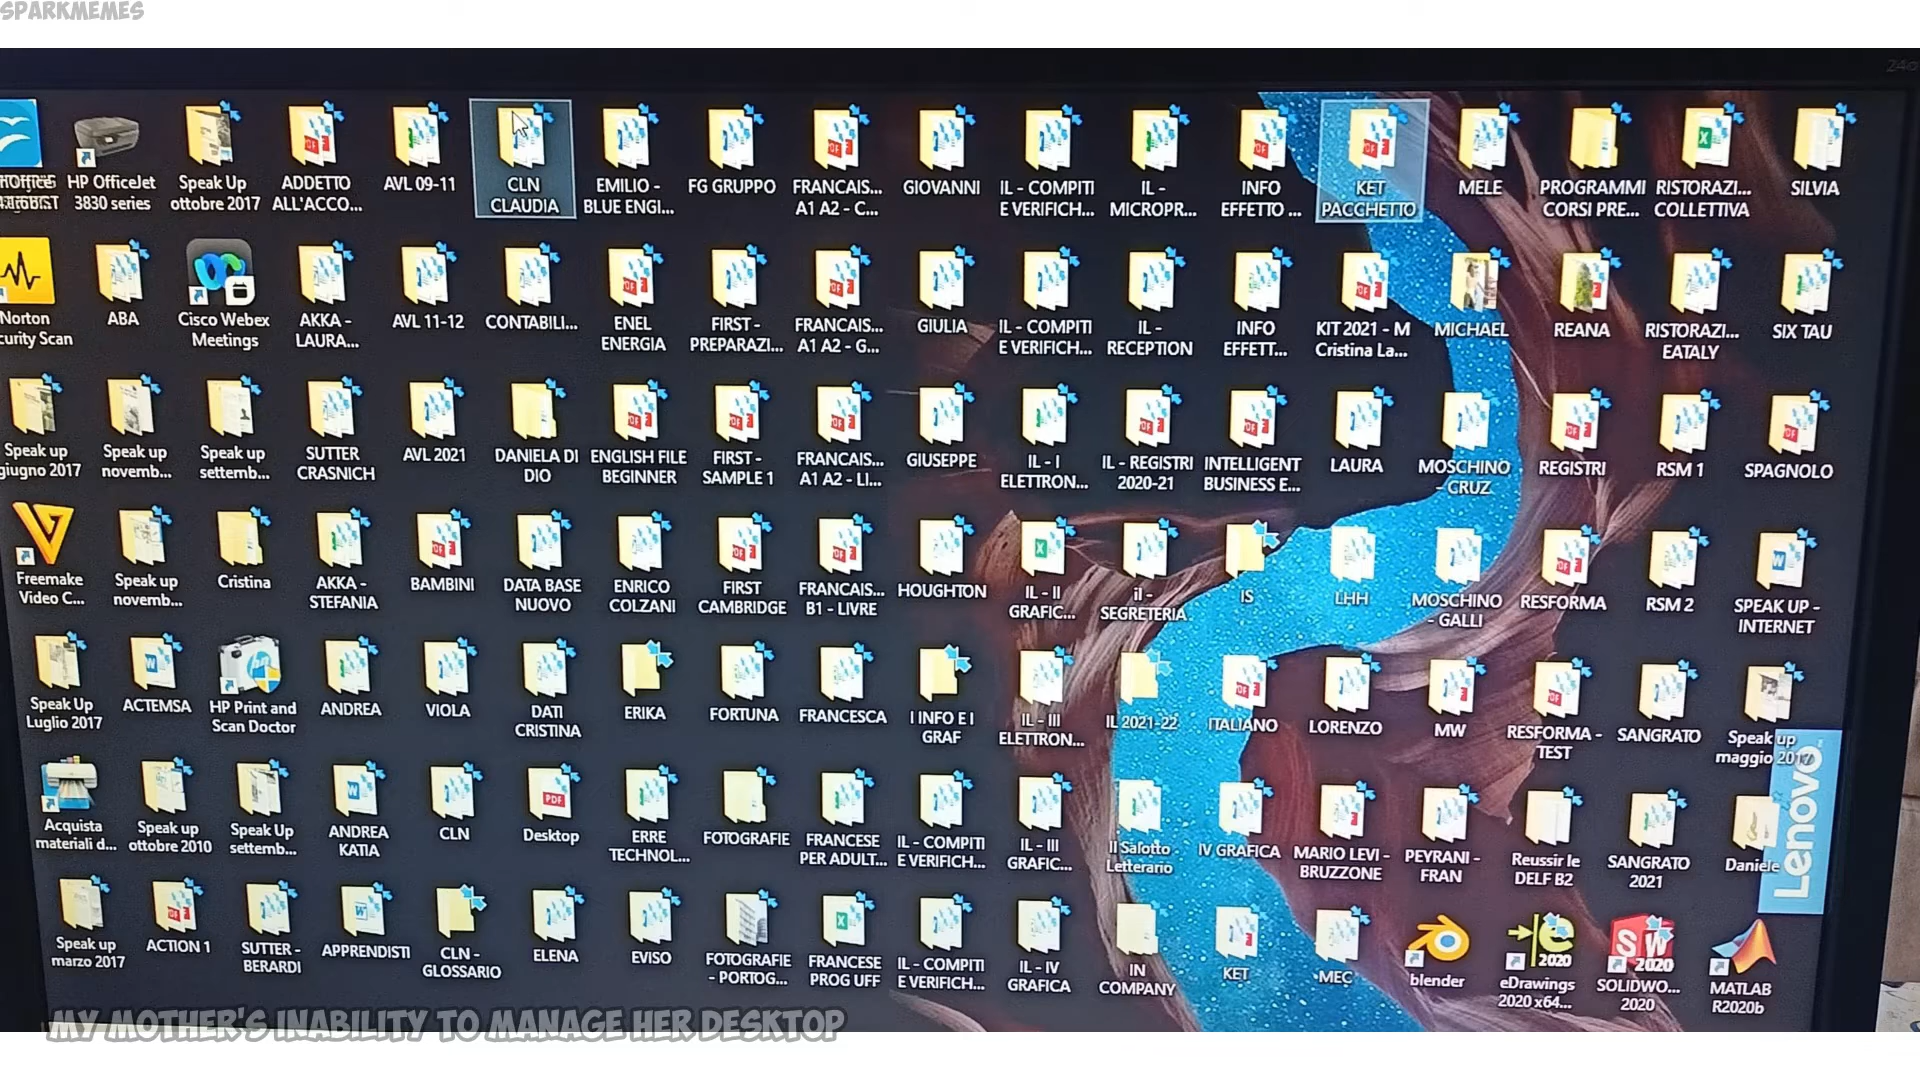 SPARKMEMES
HP OfficeJet
3830 series
Speak Up
ottobre 2017
ADDETTO
ALL'ACCO...
AVL 09-11
CLN
CLAUDIA
EMILIO -
BLUE ENGI...
FG GRUPPO
FRANCAIS...
A1 A2 - C...
GIOVANNI
IL - COMPITI
E VERIFICH...
IL -
MICROPR...
INFO
EFFETTO ...
KET
PACCHETTO
MELE
PROGRAMMI
CORSI PRE...
RISTORAZI...
COLLETTIVA
SILVIA
Norton
curity Scan
ABA
Cisco Webex
Meetings
AKKA -
LAURA...
AVL 11-12
CONTABILI...
ENEL
ENERGIA
FIRST -
PREPARAZI...
FRANCAIS...
A1 A2 - G...
GIULIA
IL - COMPITI
E VERIFICH...
IL -
RECEPTION
INFO
EFFETT...
KIT 2021 - M
Cristina La...
MICHAEL
REANA
RISTORAZI...
EATALY
SIX TAU
Speak up
giugno 2017
Speak up
novemb...
Speak up
settemb...
SUTTER
CRASNICH
AVL 2021
DANIELA DI
DIO
ENGLISH FILE
BEGINNER
FIRST -
SAMPLE 1
FRANCAIS...
A1 A2 - LI...
GIUSEPPE
IL - I
ELETTRON...
IL - REGISTRI
2020-21
INTELLIGENT
BUSINESS E...
LAURA
MOSCHINO
- CRUZ
REGISTRI
RSM 1
SPAGNOLO
Freemake
Video C...
Speak up
novemb...
Cristina
AKKA -
STEFANIA
BAMBINI
DATA BASE
NUOVO
ENRICO
COLZANI
FIRST
CAMBRIDGE
FRANCAIS...
B1 - LIVRE
HOUGHTON
IL - II
GRAFIC...
il -
SEGRETERIA
IS
LHH
MOSCHINO
- GALLI
RESFORMA
RSM 2
SPEAK UP -
INTERNET
Speak Up
Luglio 2017
ACTEMSA
HP Print and
Scan Doctor
ANDREA
VIOLA
DATI
CRISTINA
ERIKA
FORTUNA
FRANCESCA
I INFO E I
GRAF
IL - III
ELETTRON...
IL 2021-22
ITALIANO
LORENZO
MW
RESFORMA -
TEST
SANGRATO
Speak up
maggio 2017
Acquista
materiali d...
Speak up
ottobre 2010
Speak Up
settemb...
ANDREA
KATIA
CLN
PDF
Desktop
ERRE
TECHNOL...
FOTOGRAFIE
FRANCESE
PER ADULT...
IL - COMPITI
E VERIFICH...
IL - III
GRAFIC...
Il Salotto
Letterario
IV GRAFICA
MARIO LEVI -
BRUZZONE
PEYRANI -
FRAN
Reussir le
DELF B2
SANGRATO
2021
Daniele
Lenovo
Speak up
marzo 2017
ACTION 1
SUTTER -
BERARDI
APPRENDISTI
CLN -
GLOSSARIO
ELENA
EVISO
FOTOGRAFIE
- PORTOG...
FRANCESE
PROG UFF
IL - COMPITI
E VERIFICH...
IL - IV
GRAFICA
IN
COMPANY
KET
MEC
blender
2020
eDrawings
2020 x64...
SW
2020
SOLIDWO...
2020
MATLAB
R2020b
MY MOTHER'S INABILITY TO MANAGE HER DESKTOP